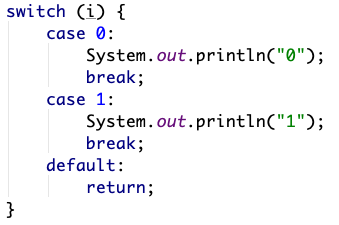 switch (i) {
    case 0:
        System.out.println("0");
        break;
    case 1:
        System.out.println("1");
        break;
    default:
        return;
}